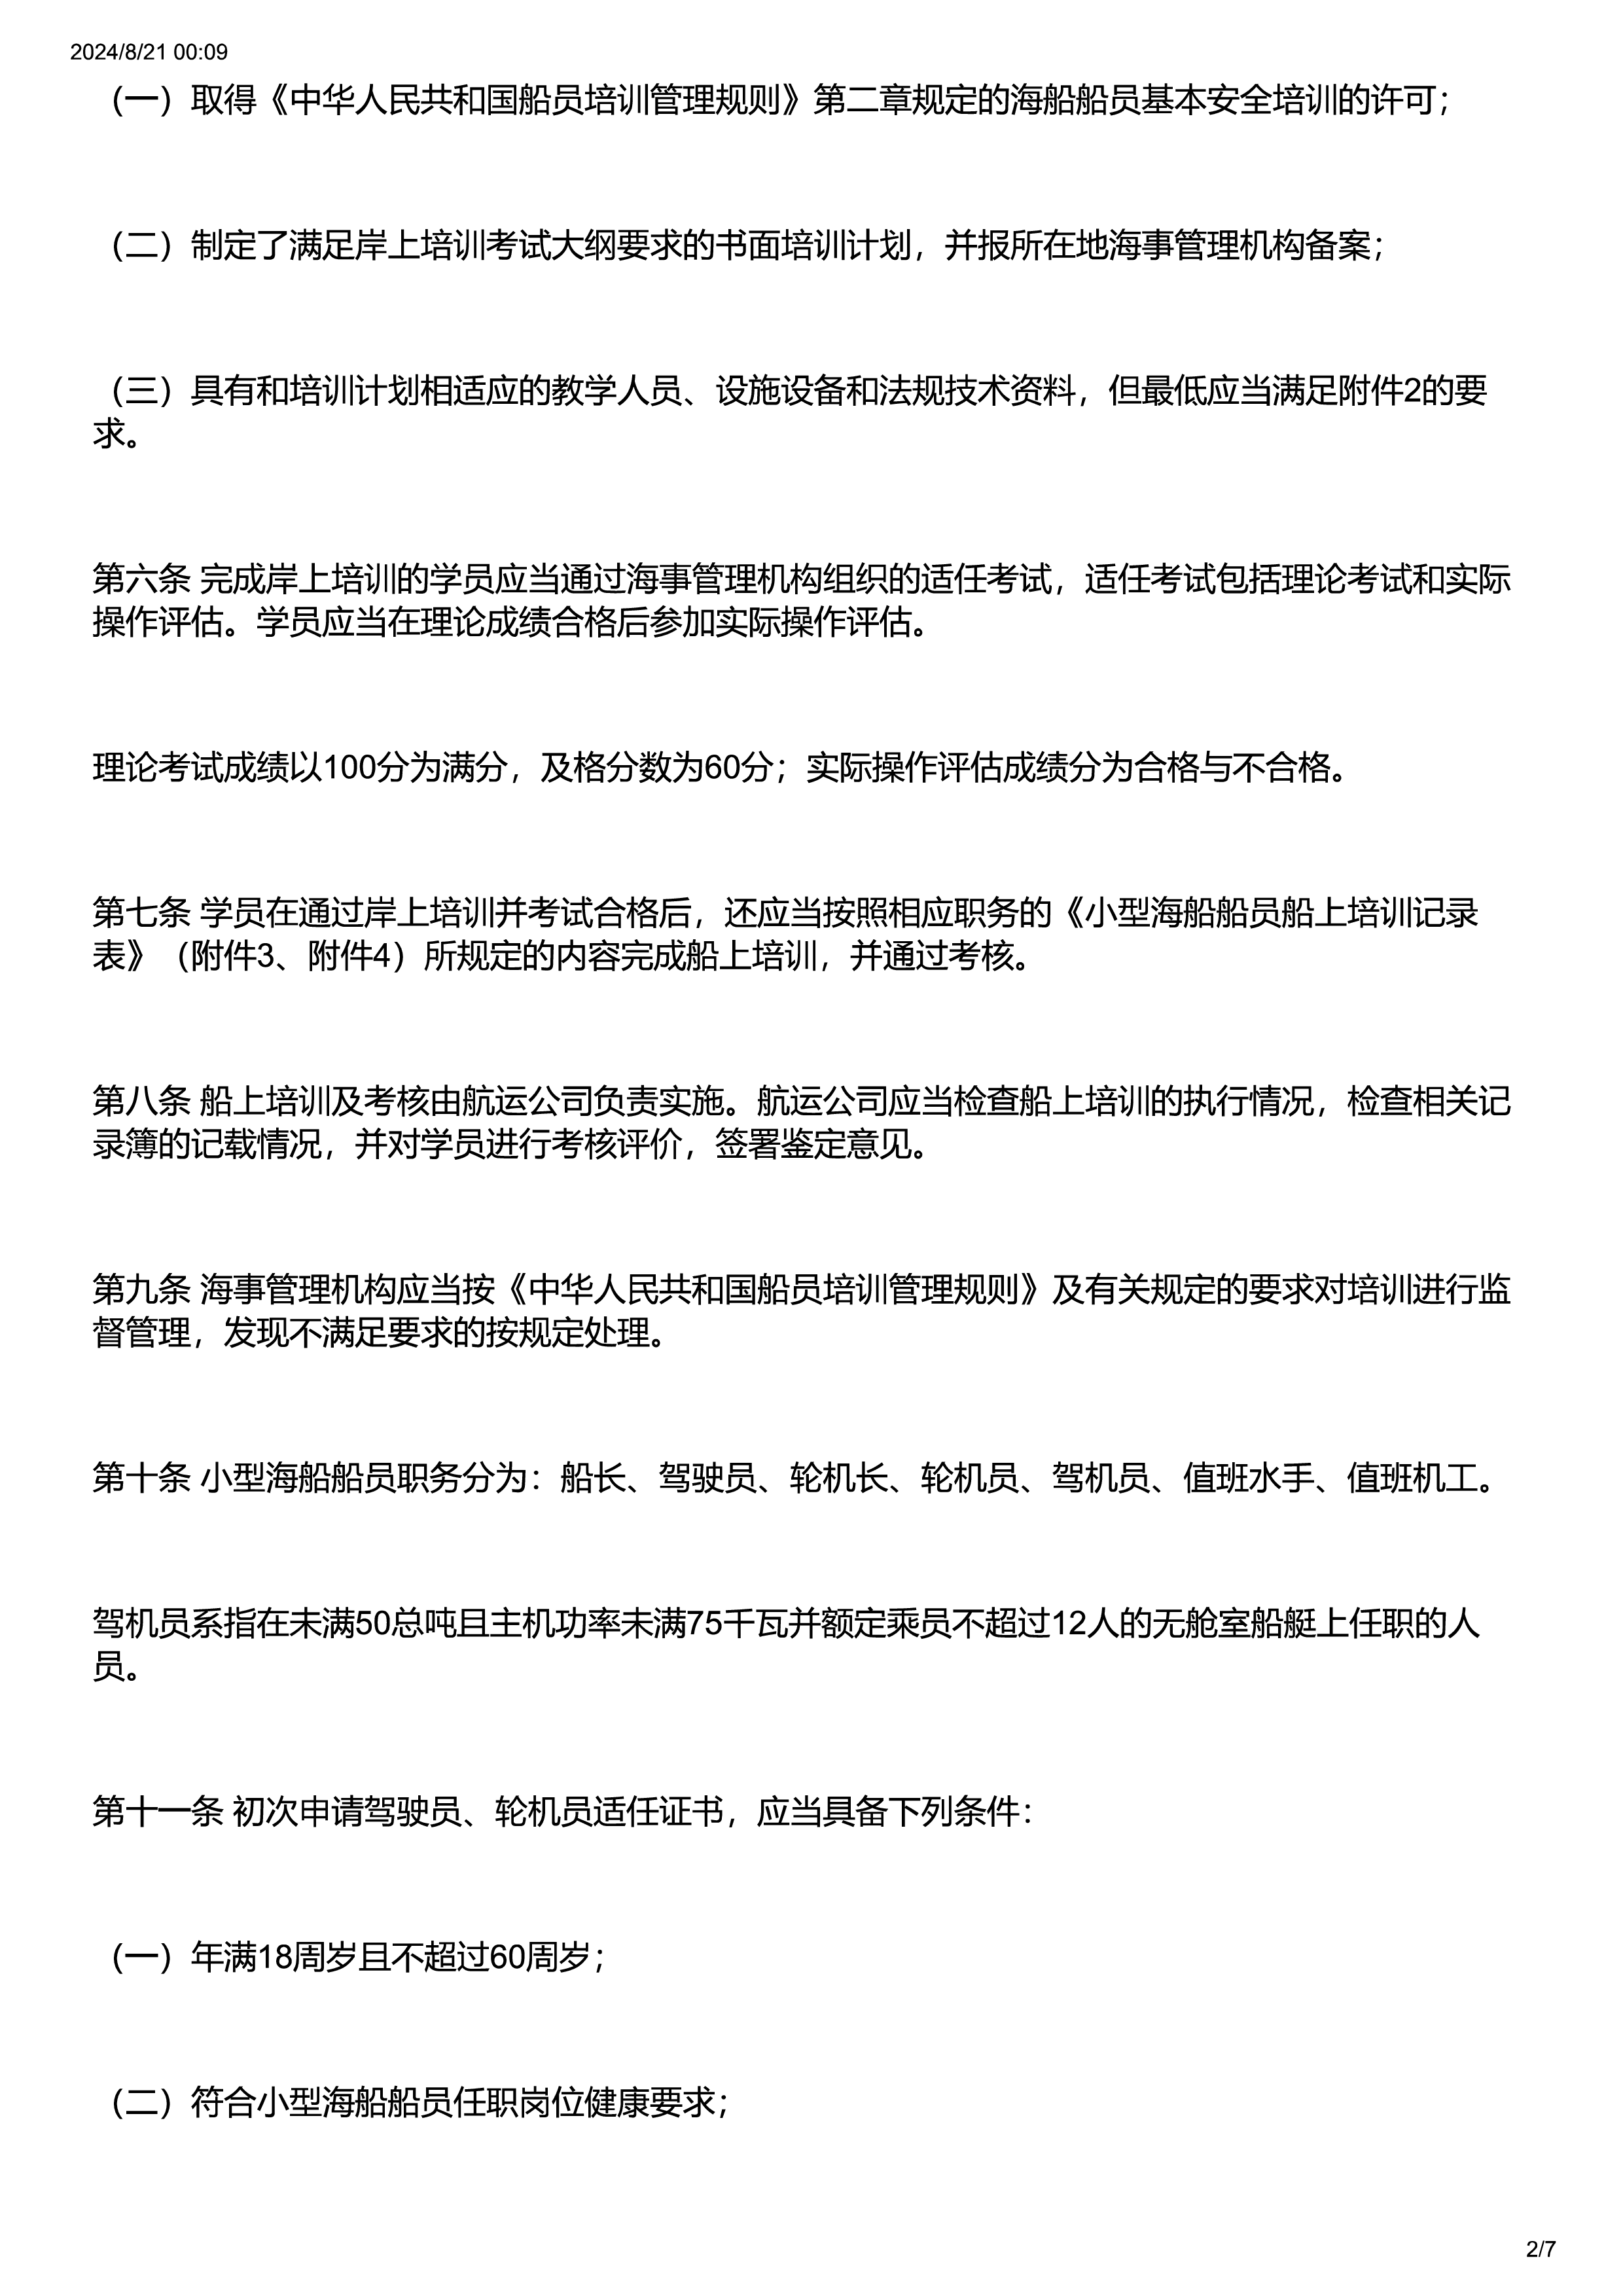 2024/8/21 00:09
（一）取得《中华人民共和国船员培训管理规则》第二章规定的海船船员基本安全培训的许可；
（二）制定了满足岸上培训考试大纲要求的书面培训计划，并报所在地海事管理机构备案；
（三）具有和培训计划相适应的教学人员、设施设备和法规技术资料，但最低应当满足附件2的要
求。
第六条 完成岸上培训的学员应当通过海事管理机构组织的适任考试，适任考试包括理论考试和实际
操作评估。学员应当在理论成绩合格后参加实际操作评估。
理论考试成绩以100分为满分，及格分数为60分；实际操作评估成绩分为合格与不合格。
第七条 学员在通过岸上培训并考试合格后，还应当按照相应职务的《小型海船船员船上培训记录
表》（附件3、附件4）所规定的内容完成船上培训，并通过考核。
第八条 船上培训及考核由航运公司负责实施。航运公司应当检查船上培训的执行情况，检查相关记
录簿的记载情况，并对学员进行考核评价，签署鉴定意见。
第九条 海事管理机构应当按《中华人民共和国船员培训管理规则》及有关规定的要求对培训进行监
督管理，发现不满足要求的按规定处理。
第十条 小型海船船员职务分为：船长、驾驶员、轮机长、轮机员、驾机员、值班水手、值班机工。
驾机员系指在未满50总吨且主机功率未满75千瓦并额定乘员不超过12人的无舱室船艇上任职的人
员。
第十一条 初次申请驾驶员、轮机员适任证书，应当具备下列条件：
（一）年满18周岁且不超过60周岁；
（二）符合小型海船船员任职岗位健康要求；
2/7